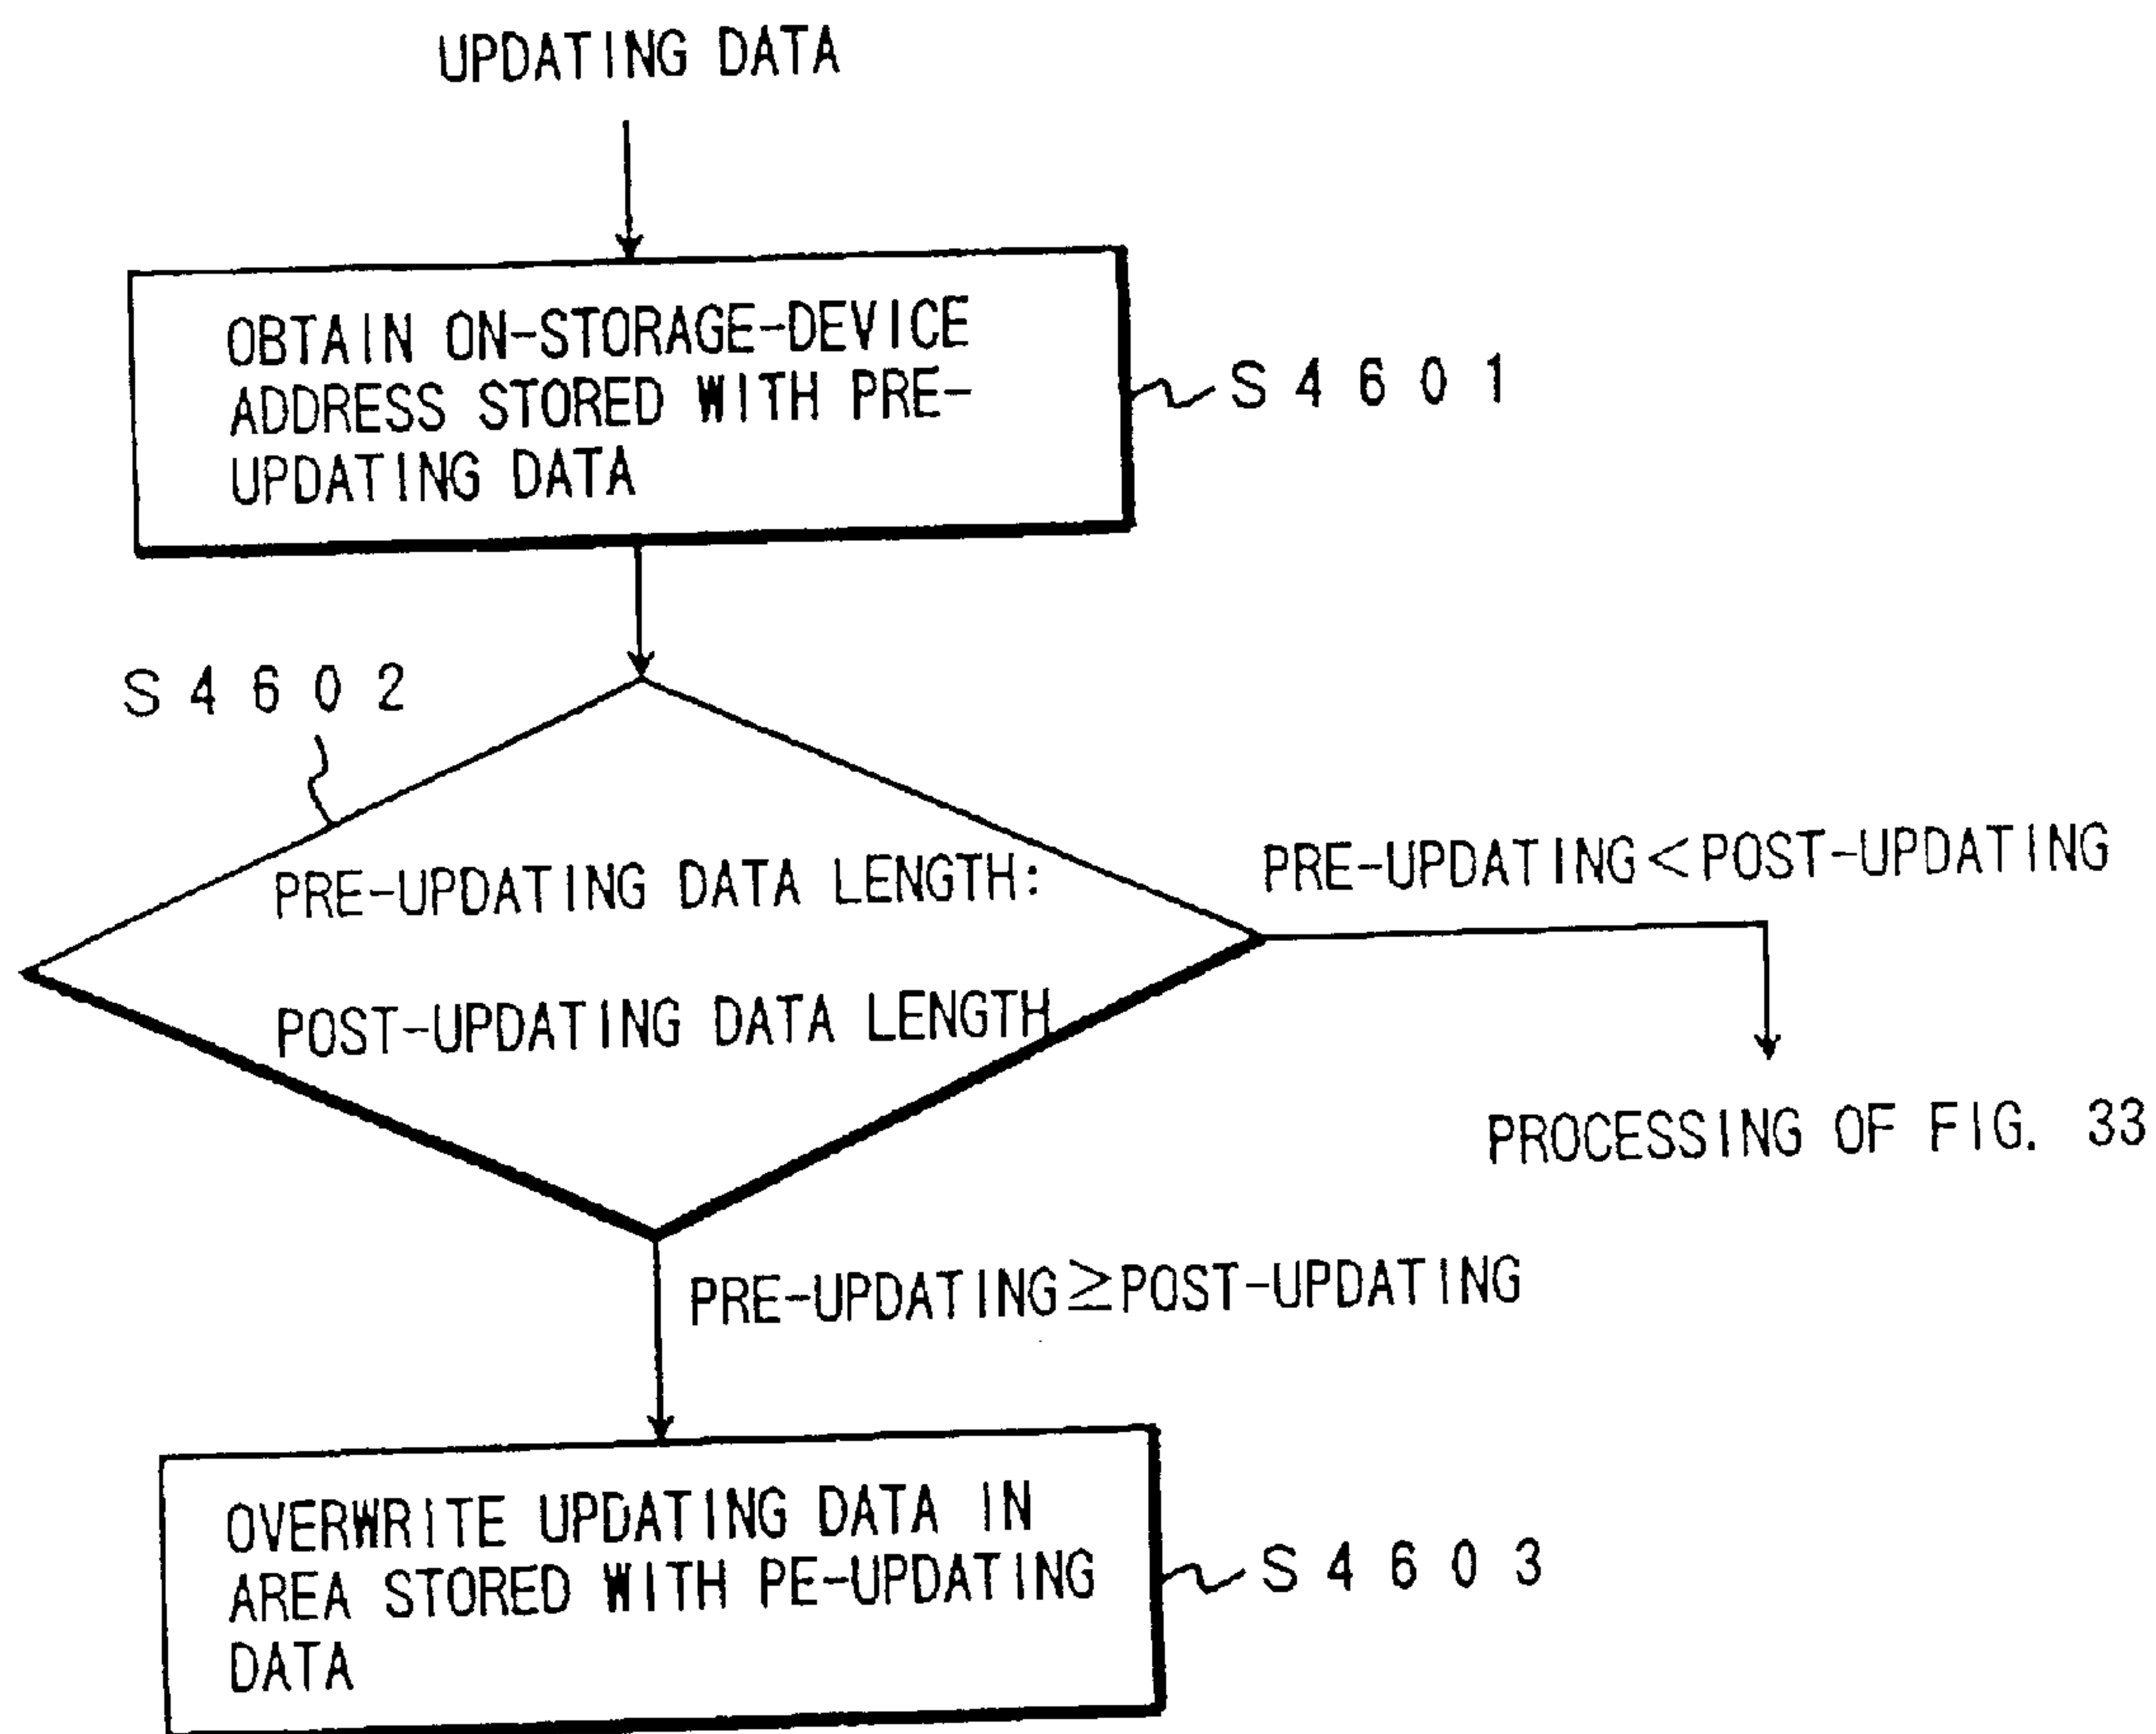 UPDATING DATA
OBTAIN ON-STORAGE-DEVICE
ADDRESS STORED WITH PRE-
UPDATING DATA
S4601
S4602
PRE-UPDATING DATA LENGTH:
POST-UPDATING DATA LENGTH
PRE-UPDATING<POST-UPDATING
PROCESSING OF FIG. 33
PRE-UPDATING≥POST-UPDATING
OVERWRITE UPDATING DATA IN
AREA STORED WITH PE-UPDATING
DATA
S4603